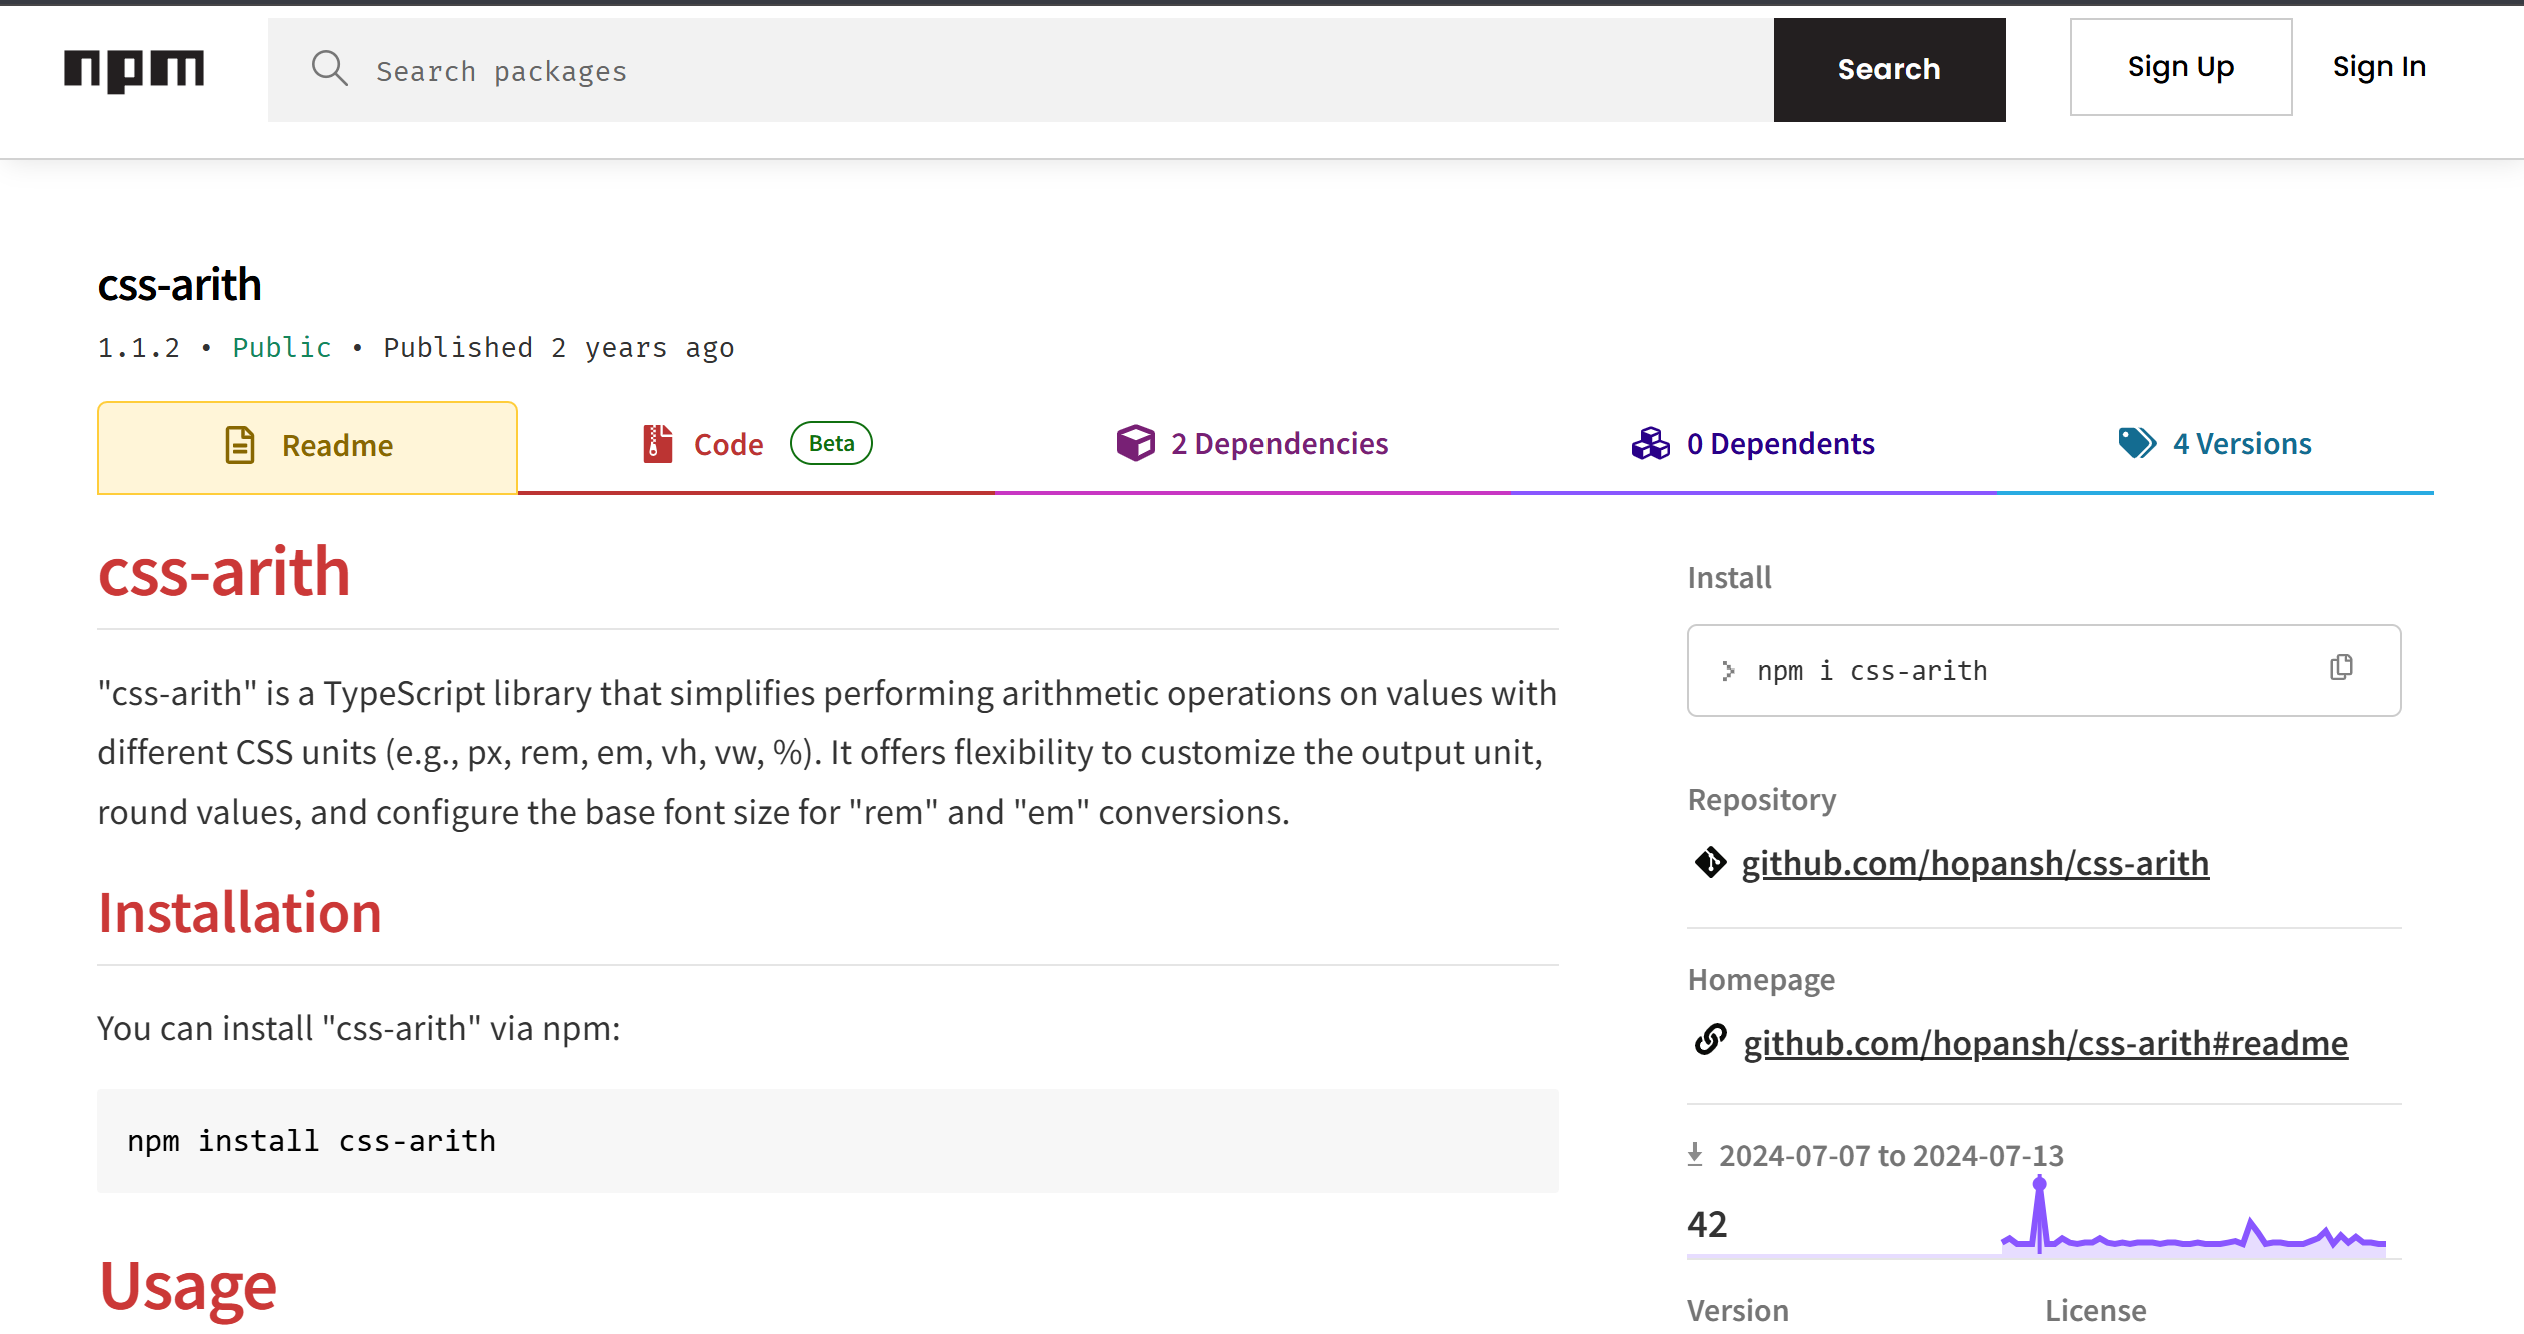 npm
Search packages
Search
Sign Up
Sign In
css-arith
1.1.2 • Public • Published 2 years ago
Readme
Code Beta
2 Dependencies
0 Dependents
4 Versions
css-arith
"css-arith" is a TypeScript library that simplifies performing arithmetic operations on values with
different CSS units (e.g., px, rem, em, vh, vw, %). It offers flexibility to customize the output unit,
round values, and configure the base font size for "rem" and "em" conversions.
Installation
You can install "css-arith" via npm:
npm install css-arith
Usage
Install
npm i css-arith
Repository
github.com/hopansh/css-arith
Homepage
github.com/hopansh/css-arith#readme
2024-07-07 to 2024-07-13
42
Version
License